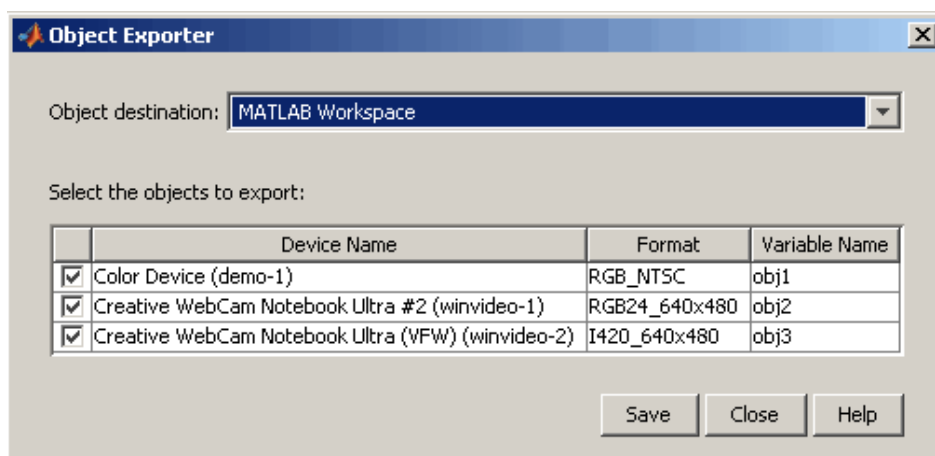 Object Exporter
Object destination: MATLAB Workspace
Select the objects to export:
Device Name Format Variable Name
Color Device (demo-1) RGB_NTSC obj1
Creative WebCam Notebook Ultra #2 (winvideo-1) RGB24_640x480 obj2
Creative WebCam Notebook Ultra (VFW) (winvideo-2) I420_640x480 obj3
Save Close Help